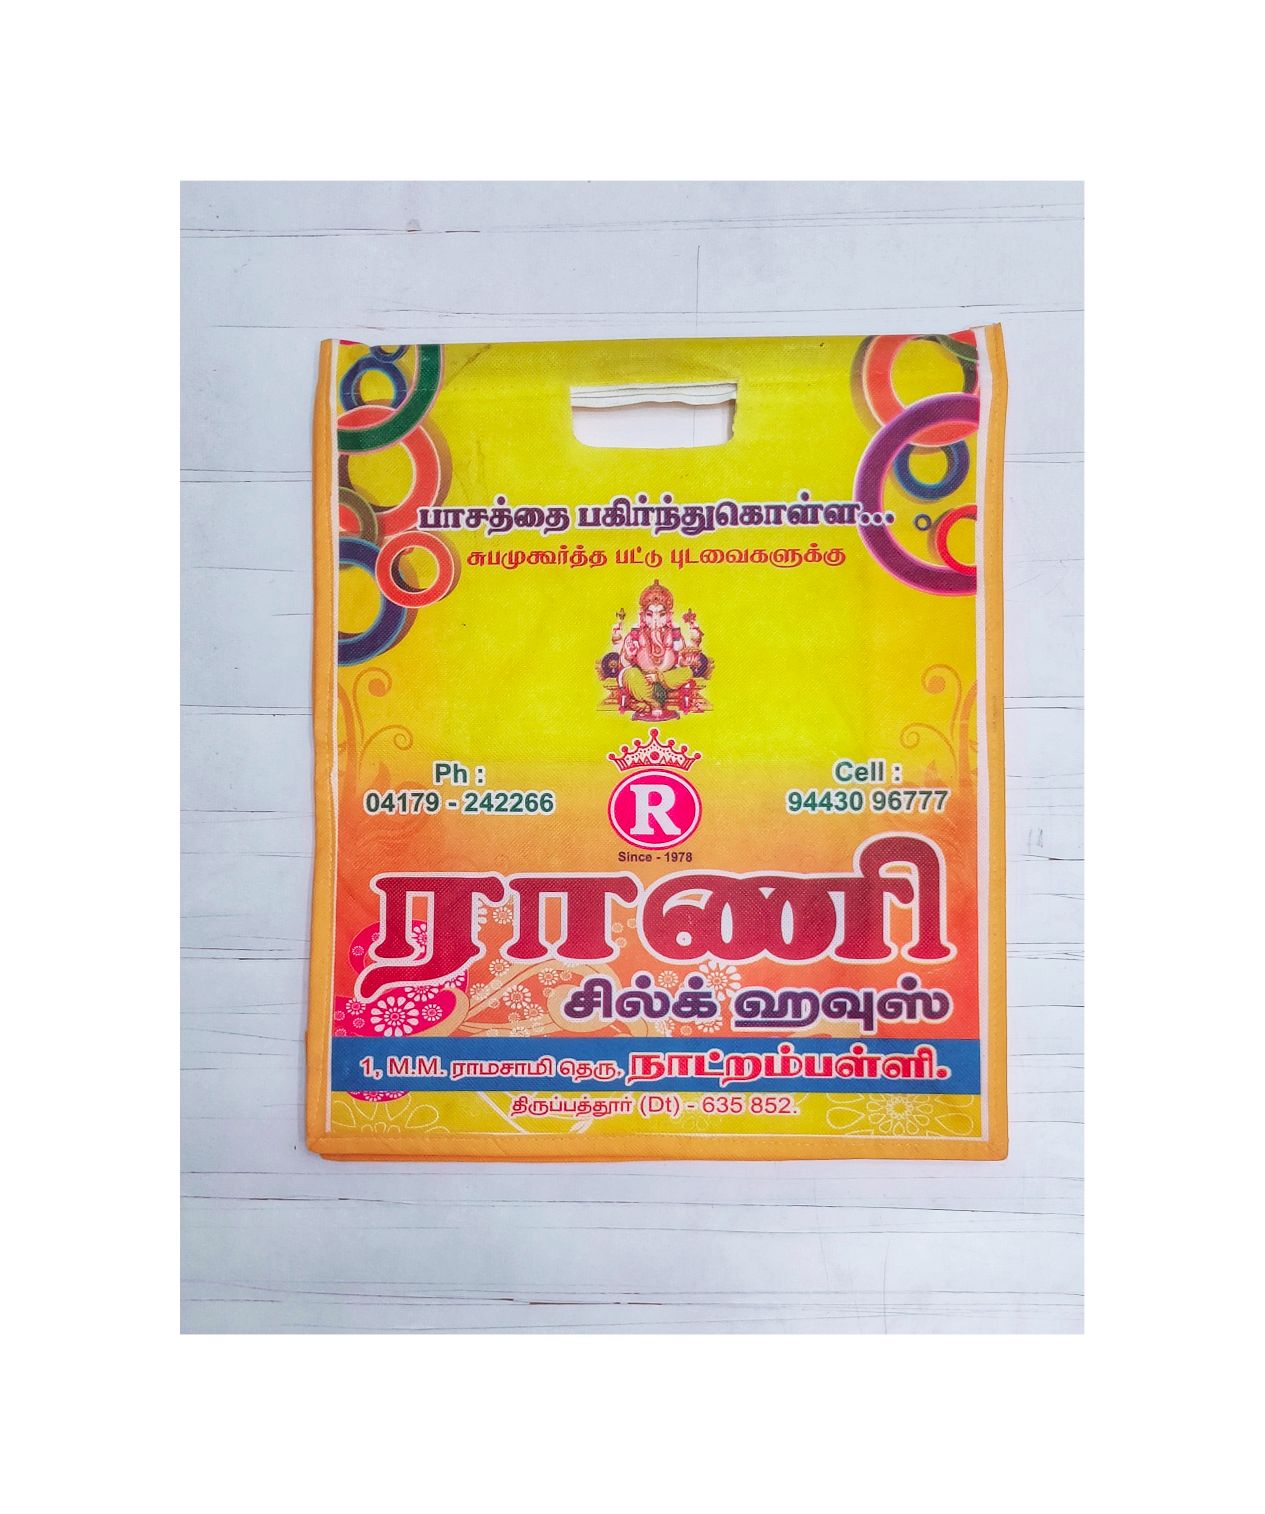 பாசத்தை பகிர்ந்துகொள்ள...
சுபமுகூர்த்த பட்டு புடவைகளுக்கு
Ph :
04179 - 242266
Cell :
94430 96777
R
Since - 1978
ராணி
சில்க் ஹவுஸ்
1, M.M. ராமசாமி தெரு, நாட்றம்பள்ளி.
திருப்பத்தூர் (Dt) - 635 852.